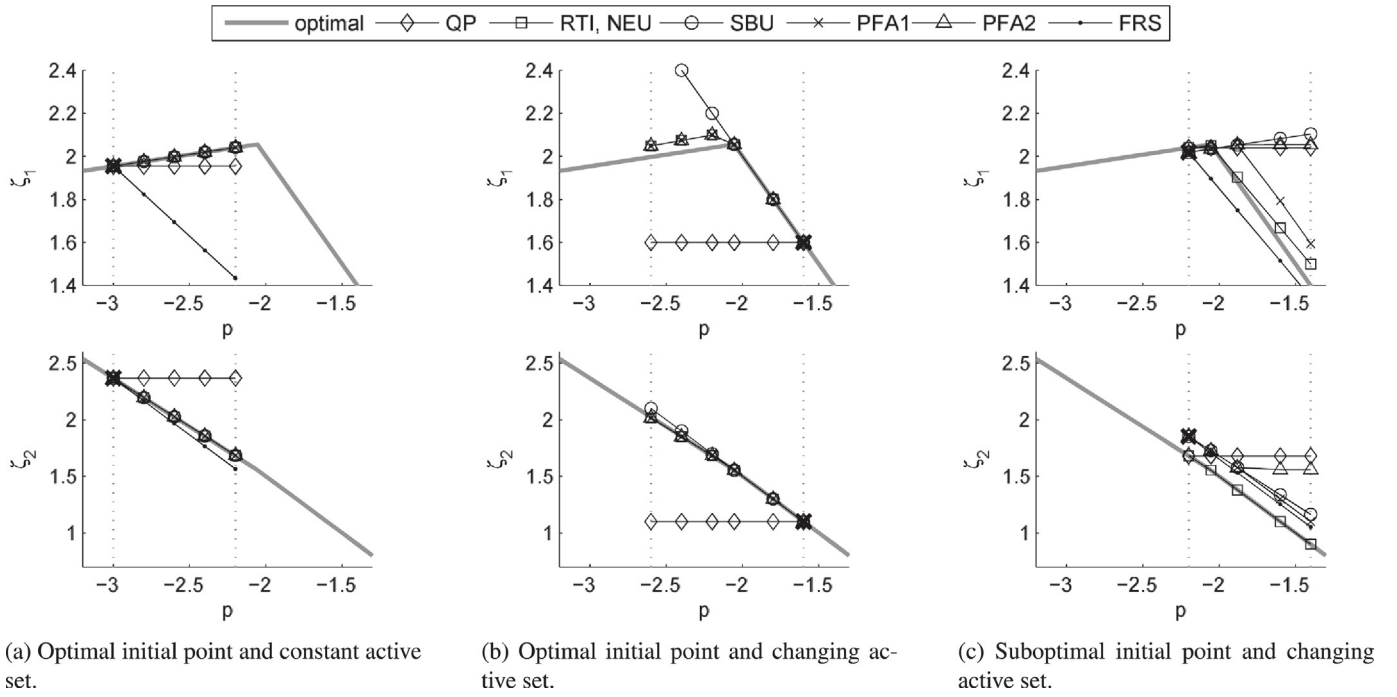 optimal QP RTI, NEU SBU PFA1 PFA2 FRS
2.4
2.2
2
1.8
1.6
1.4
ζ1
−3 −2.5 −2 −1.5
p
2.4
2.2
2
1.8
1.6
1.4
ζ1
−3 −2.5 −2 −1.5
p
2.4
2.2
2
1.8
1.6
1.4
ζ1
−3 −2.5 −2 −1.5
p
2.5
2
1.5
1
ζ2
−3 −2.5 −2 −1.5
p
2.5
2
1.5
1
ζ2
−3 −2.5 −2 −1.5
p
2.5
2
1.5
1
ζ2
−3 −2.5 −2 −1.5
p
(a) Optimal initial point and constant active
set.
(b) Optimal initial point and changing ac-
tive set.
(c) Suboptimal initial point and changing
active set.